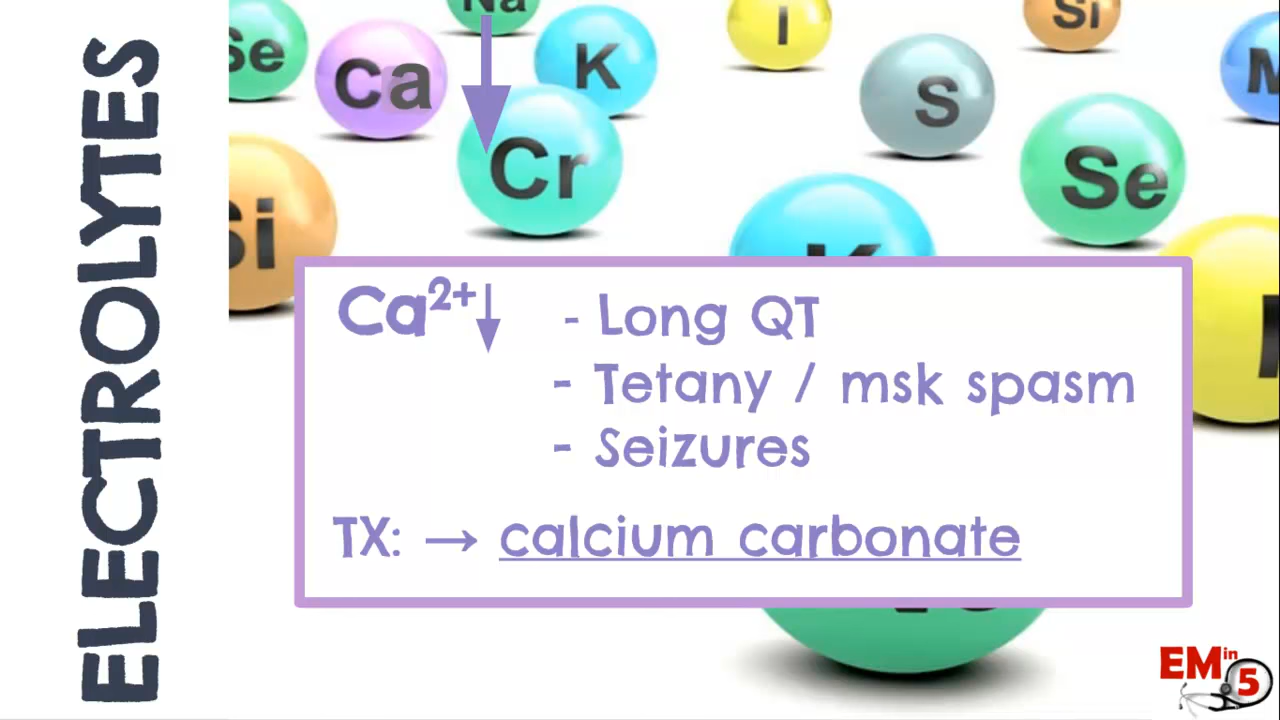 ELECTROLYTES
Na
Se
Ca
K
I
Si
S
M
Cr
Se
Si
K
Ca²⁺↓ - Long QT
- Tetany / msk spasm
- Seizures
TX: → calcium carbonate
EM in 5